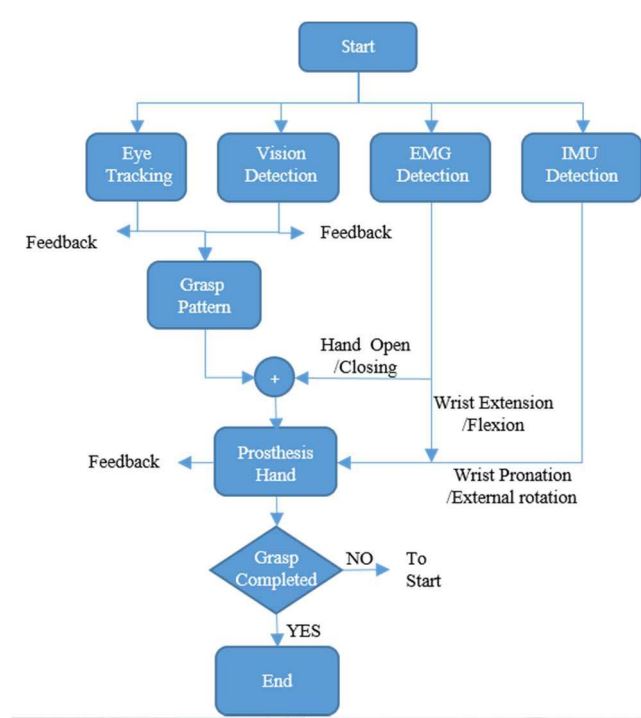 Start
Eye
Tracking
Vision
Detection
EMG
Detection
IMU
Detection
Feedback
Feedback
Grasp
Pattern
Hand Open
/Closing
+
Wrist Extension
/Flexion
Feedback
Prosthesis
Hand
Wrist Pronation
/External rotation
Grasp
Completed
NO
To
Start
YES
End